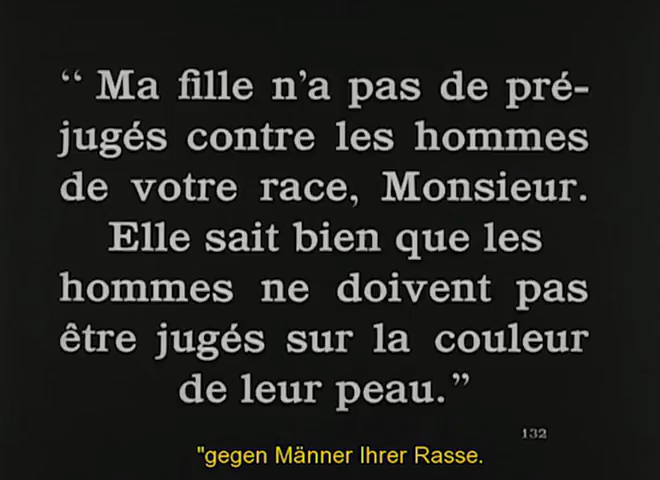 “ Ma fille n'a pas de pré-
jugés contre les hommes
de votre race, Monsieur.
Elle sait bien que les
hommes ne doivent pas
être jugés sur la couleur
de leur peau.”
132
"gegen Männer Ihrer Rasse.